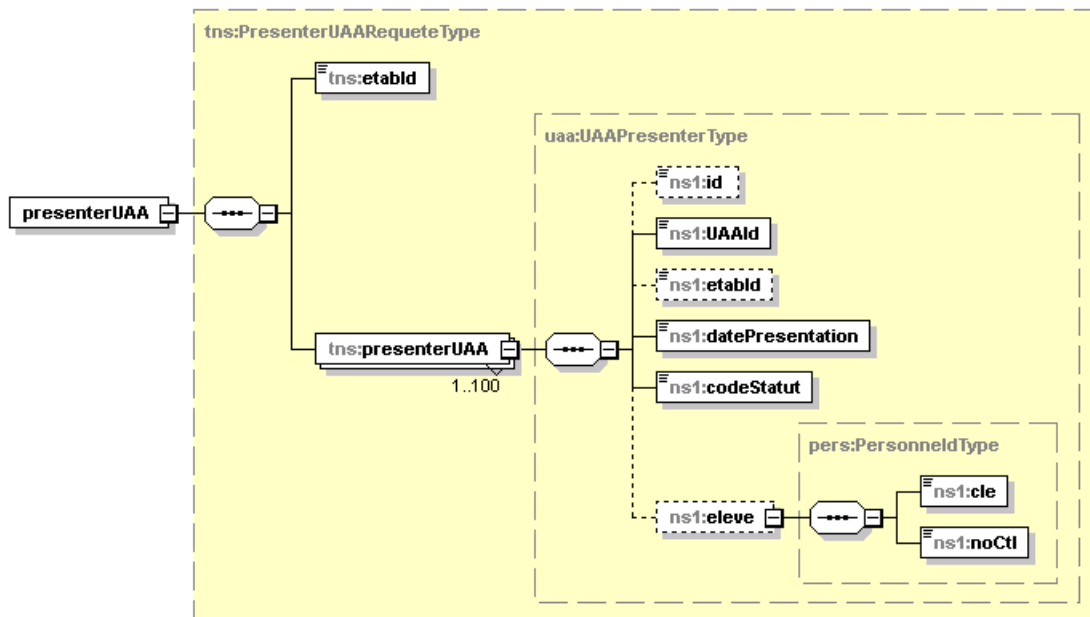 tns:PresenterUAARequeteType
tns:etabId
uaa:UAAPresenterType
ns1:id
presenterUAA
ns1:UAAId
ns1:etabId
tns:presenterUAA
ns1:datePresentation
1..100
ns1:codeStatut
pers:PersonneIdType
ns1:cle
ns1:eleve
ns1:noCtl